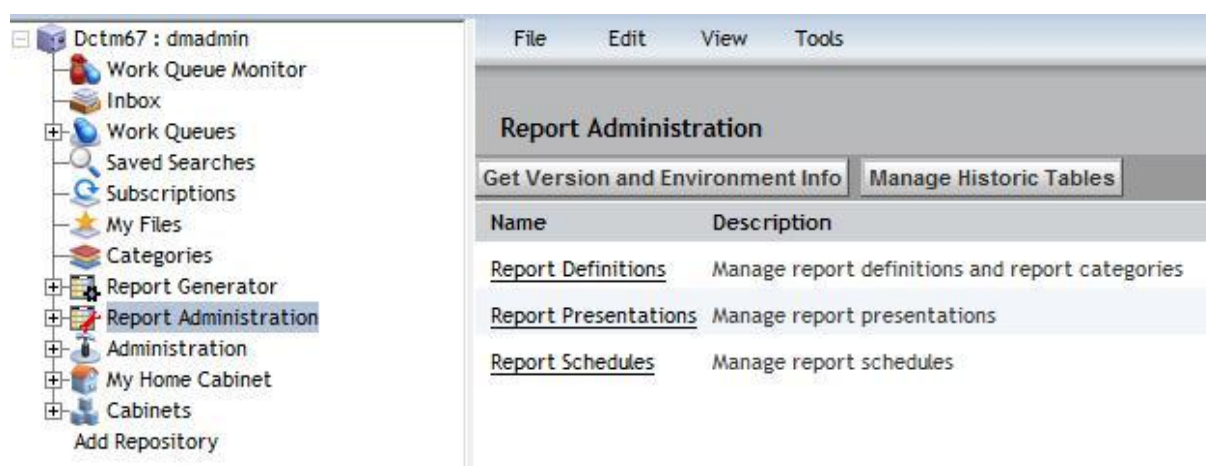 Dctm67 : dmadmin
Work Queue Monitor
Inbox
Work Queues
Saved Searches
Subscriptions
My Files
Categories
Report Generator
Report Administration
Administration
My Home Cabinet
Cabinets
Add Repository
File Edit View Tools
Report Administration
Get Version and Environment Info Manage Historic Tables
Name Description
Report Definitions Manage report definitions and report categories
Report Presentations Manage report presentations
Report Schedules Manage report schedules